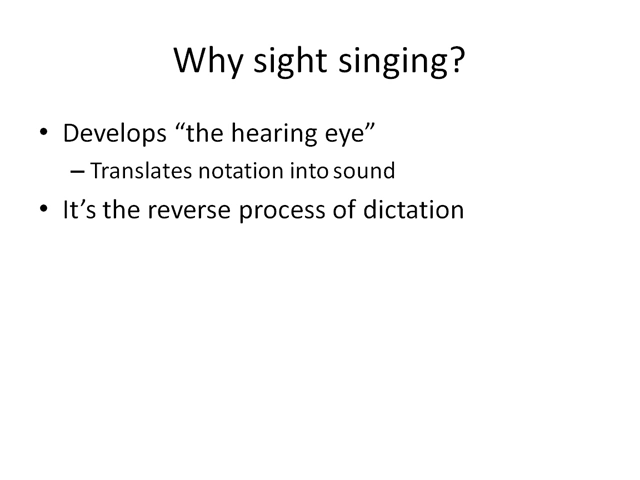 Why sight singing?
• Develops “the hearing eye”
– Translates notation into sound
• It’s the reverse process of dictation